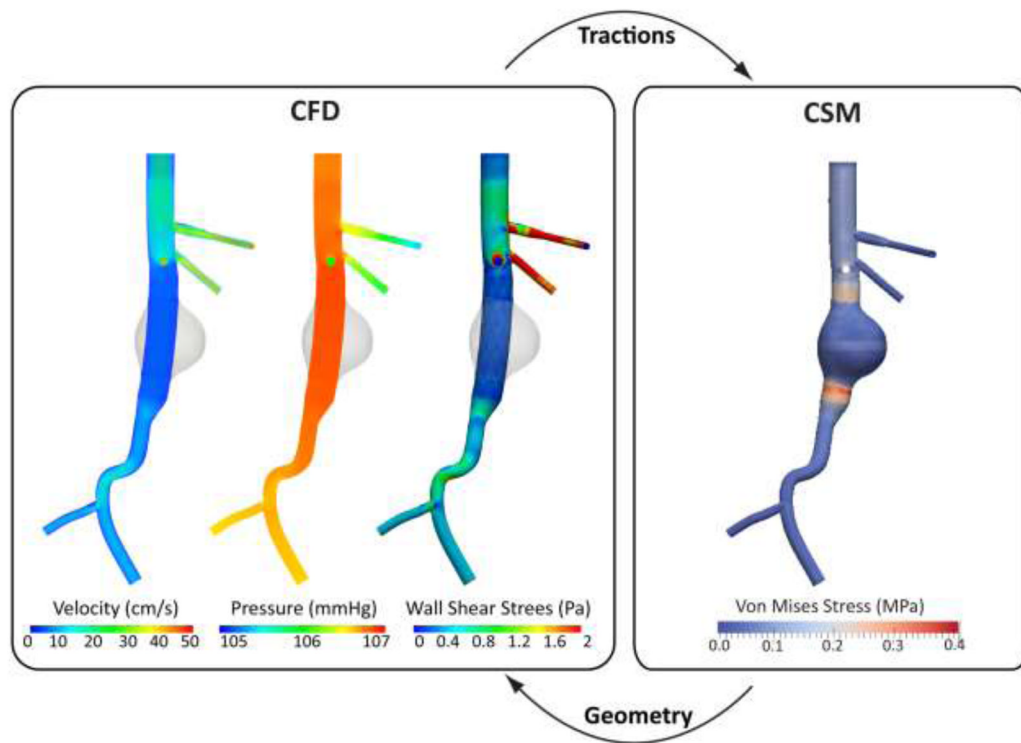 Tractions
CFD
CSM
Velocity (cm/s)
0 10 20 30 40 50
Pressure (mmHg)
105 106 107
Wall Shear Strees (Pa)
0 0.4 0.8 1.2 1.6 2
Von Mises Stress (MPa)
0.0 0.1 0.2 0.3 0.4
Geometry